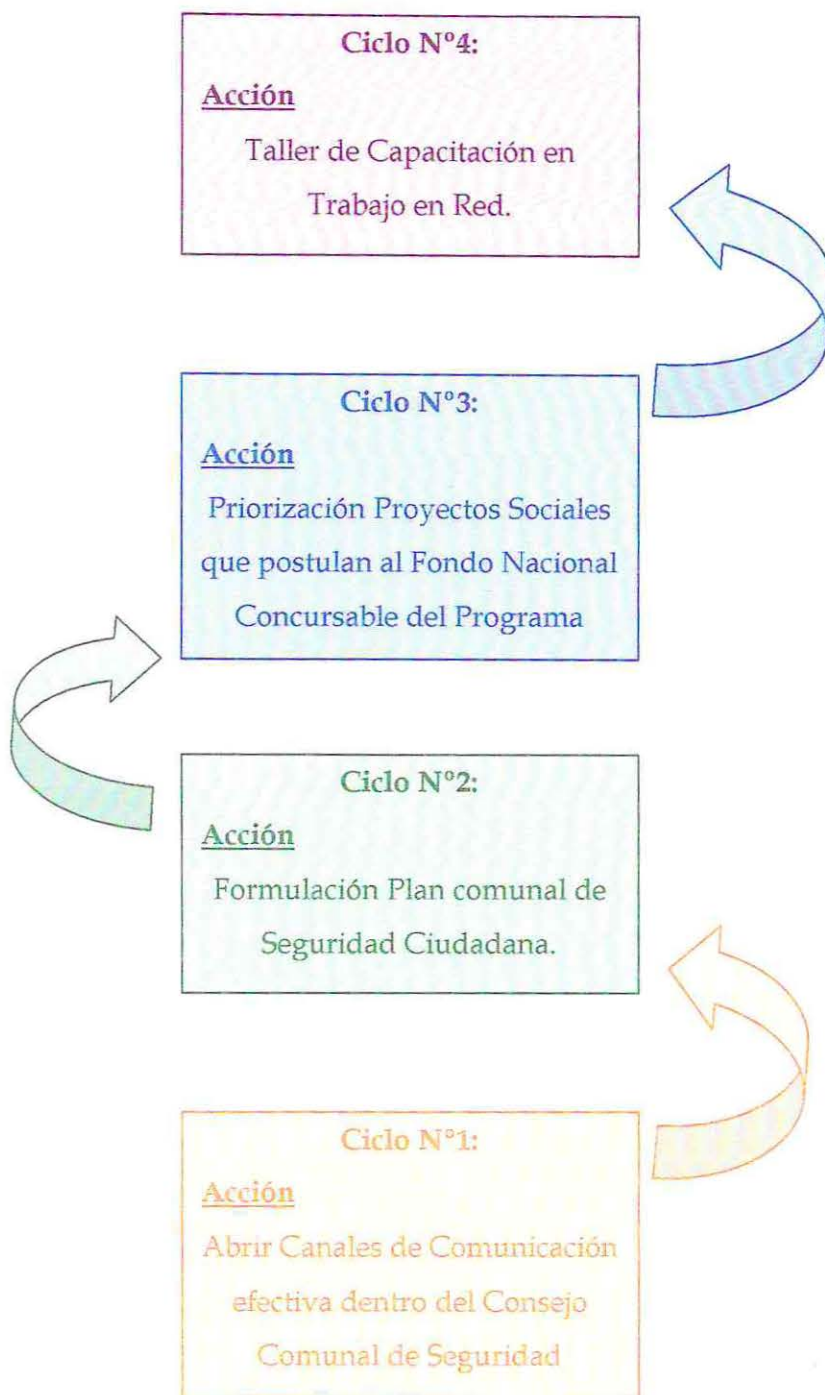 Ciclo N°4:
Acción
Taller de Capacitación en
Trabajo en Red.
Ciclo N°3:
Acción
Priorización Proyectos Sociales
que postulan al Fondo Nacional
Concursable del Programa
Ciclo N°2:
Acción
Formulación Plan comunal de
Seguridad Ciudadana.
Ciclo N°1:
Acción
Abrir Canales de Comunicación
efectiva dentro del Consejo
Comunal de Seguridad